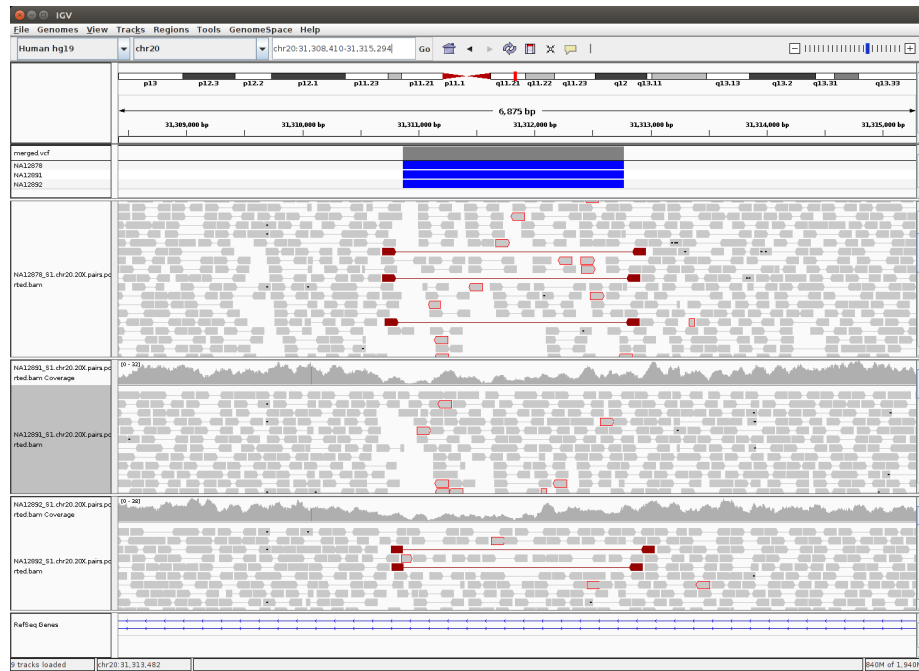 IGV
File Genomes View Tracks Regions Tools GenomeSpace Help
Human hg19 chr20 chr20:31,308,410-31,315,294 Go
p13 p12.3 p12.2 p12.1 p11.23 p11.21 p11.1 q11.21 q11.22 q11.23 q12 q13.11 q13.13 q13.2 q13.31 q13.33
6,875 bp
31,309,000 bp 31,310,000 bp 31,311,000 bp 31,312,000 bp 31,313,000 bp 31,314,000 bp 31,315,000 bp
merged.vcf
NA12878
NA12891
NA12892
NA12878_S1.chr20.20X.pairs.po
rted.bam
NA12891_S1.chr20.20X.pairs.po
rted.bam Coverage
[0 - 32]
NA12891_S1.chr20.20X.pairs.po
rted.bam
NA12892_S1.chr20.20X.pairs.po
rted.bam Coverage
NA12892_S1.chr20.20X.pairs.po
rted.bam
RefSeq Genes
9 tracks loaded chr20:31,313,482 840M of 1,940